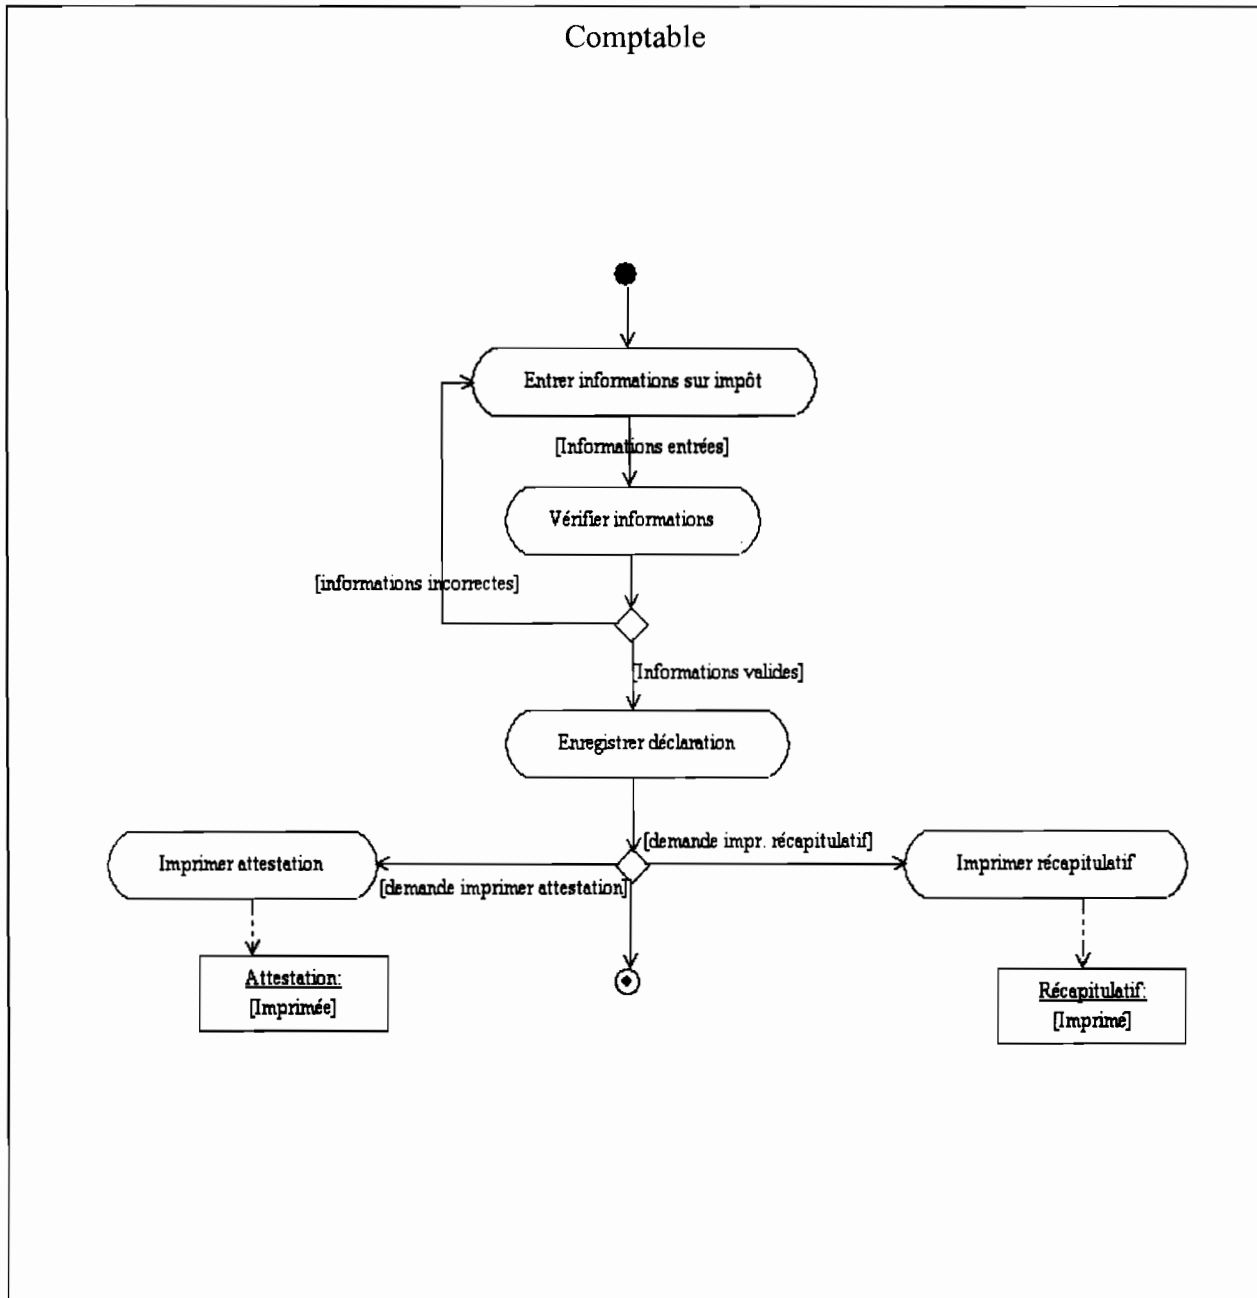 Comptable
Entrer informations sur impôt
[Informations entrées]
Vérifier informations
[informations incorrectes]
[Informations valides]
Enregistrer déclaration
[demande impr. récapitulatif]
Imprimer attestation
Imprimer récapitulatif
[demande imprimer attestation]
Attestation:
[Imprimée]
Récapitulatif:
[Imprimé]